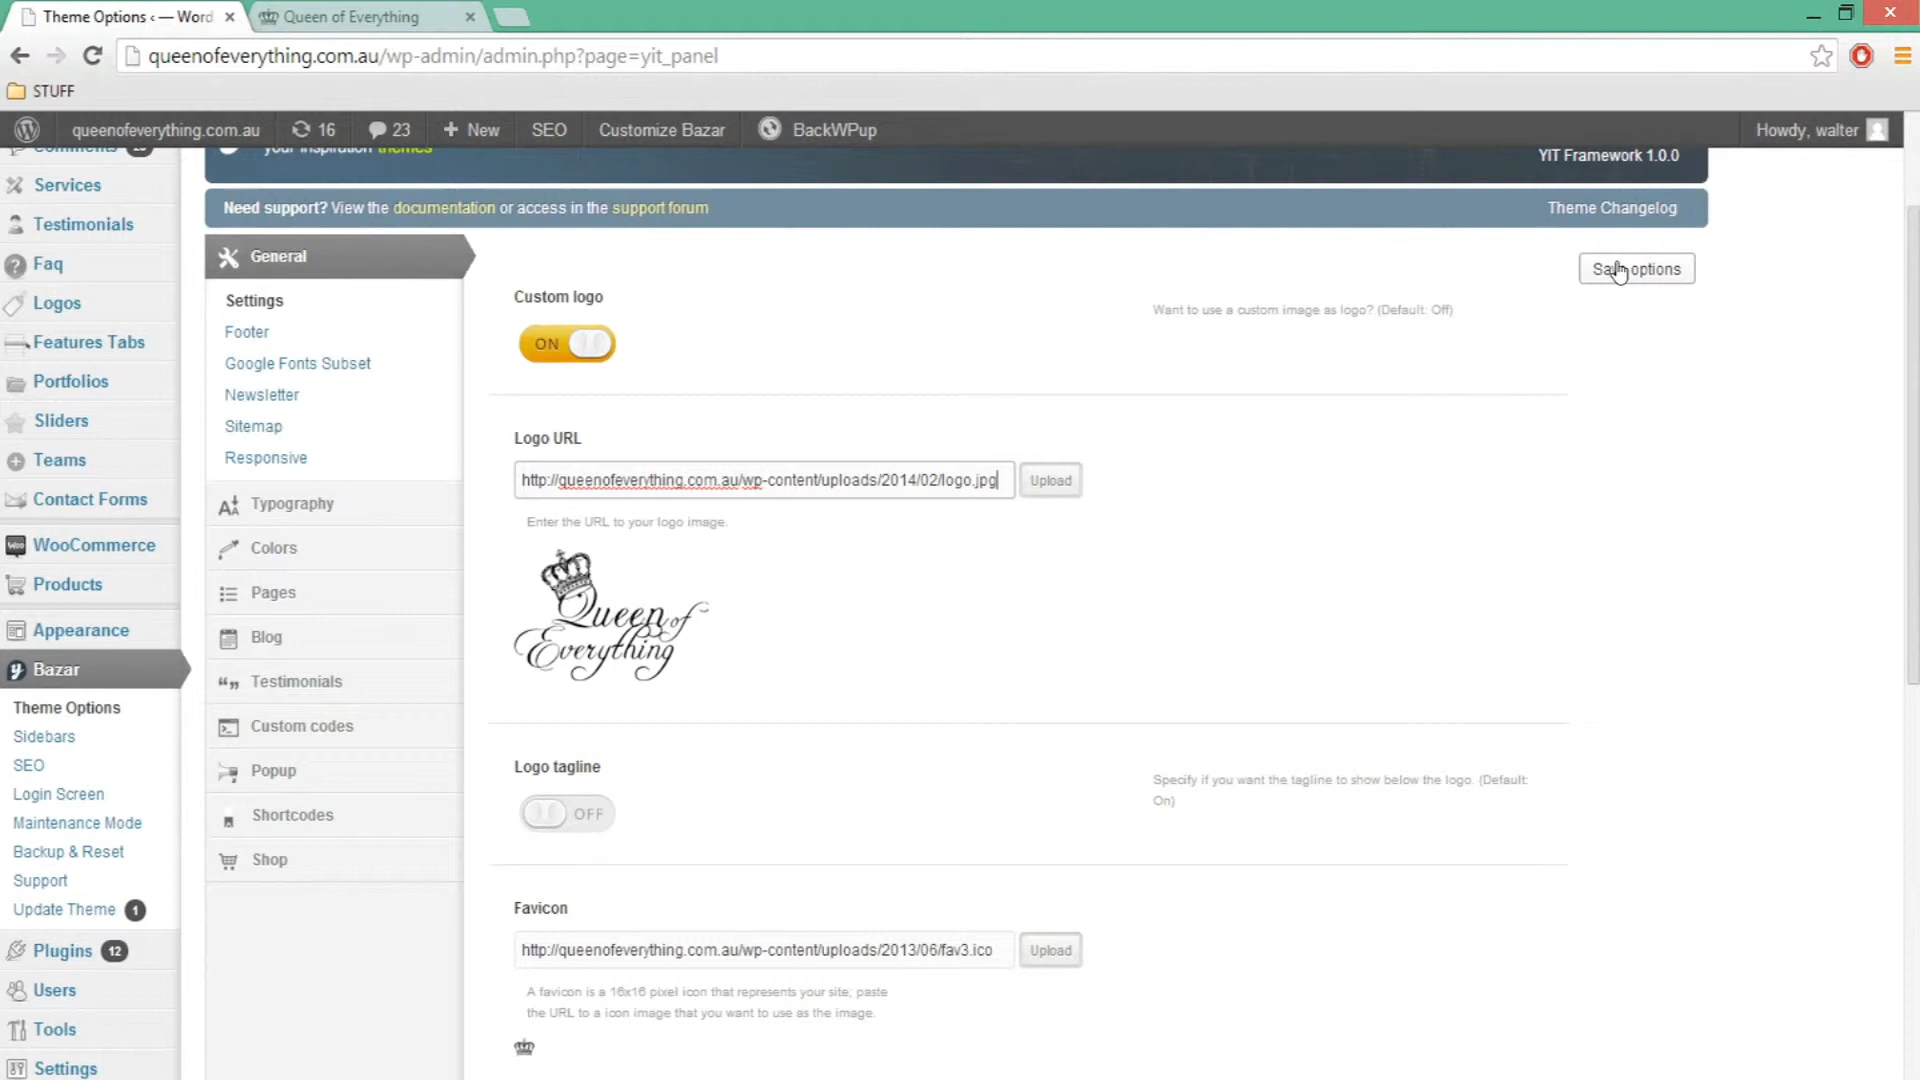 Theme Options ‹ — Word
Queen of Everything
queenofeverything.com.au/wp-admin/admin.php?page=yit_panel
STUFF
queenofeverything.com.au
16
23
+ New
SEO
Customize Bazar
BackWPup
Howdy, walter
Comments
Services
Testimonials
Faq
Logos
Features Tabs
Portfolios
Sliders
Teams
Contact Forms
WooCommerce
Products
Appearance
Bazar
Theme Options
Sidebars
SEO
Login Screen
Maintenance Mode
Backup & Reset
Support
Update Theme 1
Plugins 12
Users
Tools
Settings
your inspiration themes
YIT Framework 1.0.0
Need support? View the documentation or access in the support forum
Theme Changelog
General
Settings
Footer
Google Fonts Subset
Newsletter
Sitemap
Responsive
Typography
Colors
Pages
Blog
Testimonials
Custom codes
Popup
Shortcodes
Shop
Save options
Custom logo
ON
Want to use a custom image as logo? (Default: Off)
Logo URL
http://queenofeverything.com.au/wp-content/uploads/2014/02/logo.jpg
Upload
Enter the URL to your logo image.
Queen of
Everything
Logo tagline
OFF
Specify if you want the tagline to show below the logo. (Default:
On)
Favicon
http://queenofeverything.com.au/wp-content/uploads/2013/06/fav3.ico
Upload
A favicon is a 16x16 pixel icon that represents your site; paste
the URL to a icon image that you want to use as the image.